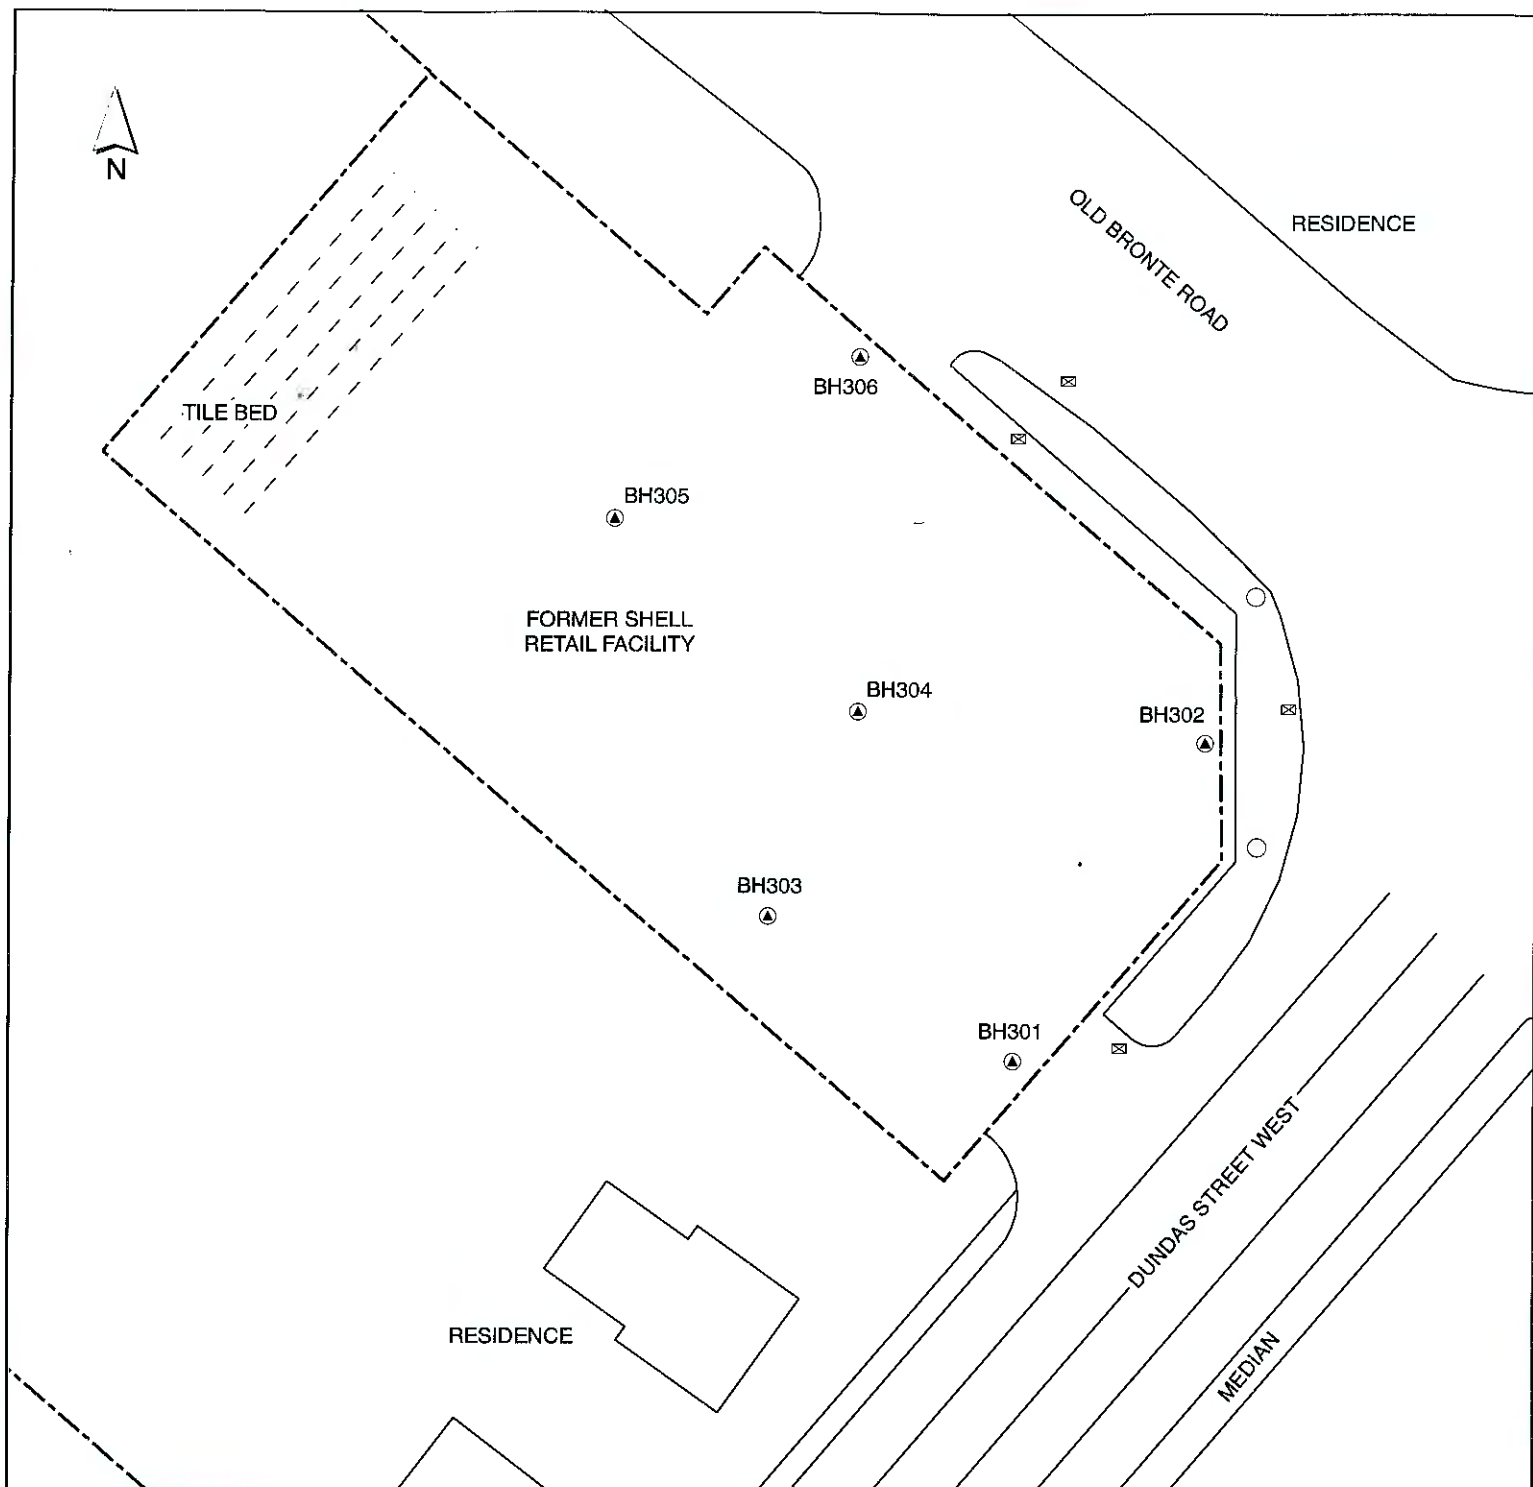 N
OLD BRONTE ROAD
RESIDENCE
BH306
TILE BED
BH305
FORMER SHELL
RETAIL FACILITY
BH304
BH302
BH303
BH301
DUNDAS STREET WEST
RESIDENCE
MEDIAN